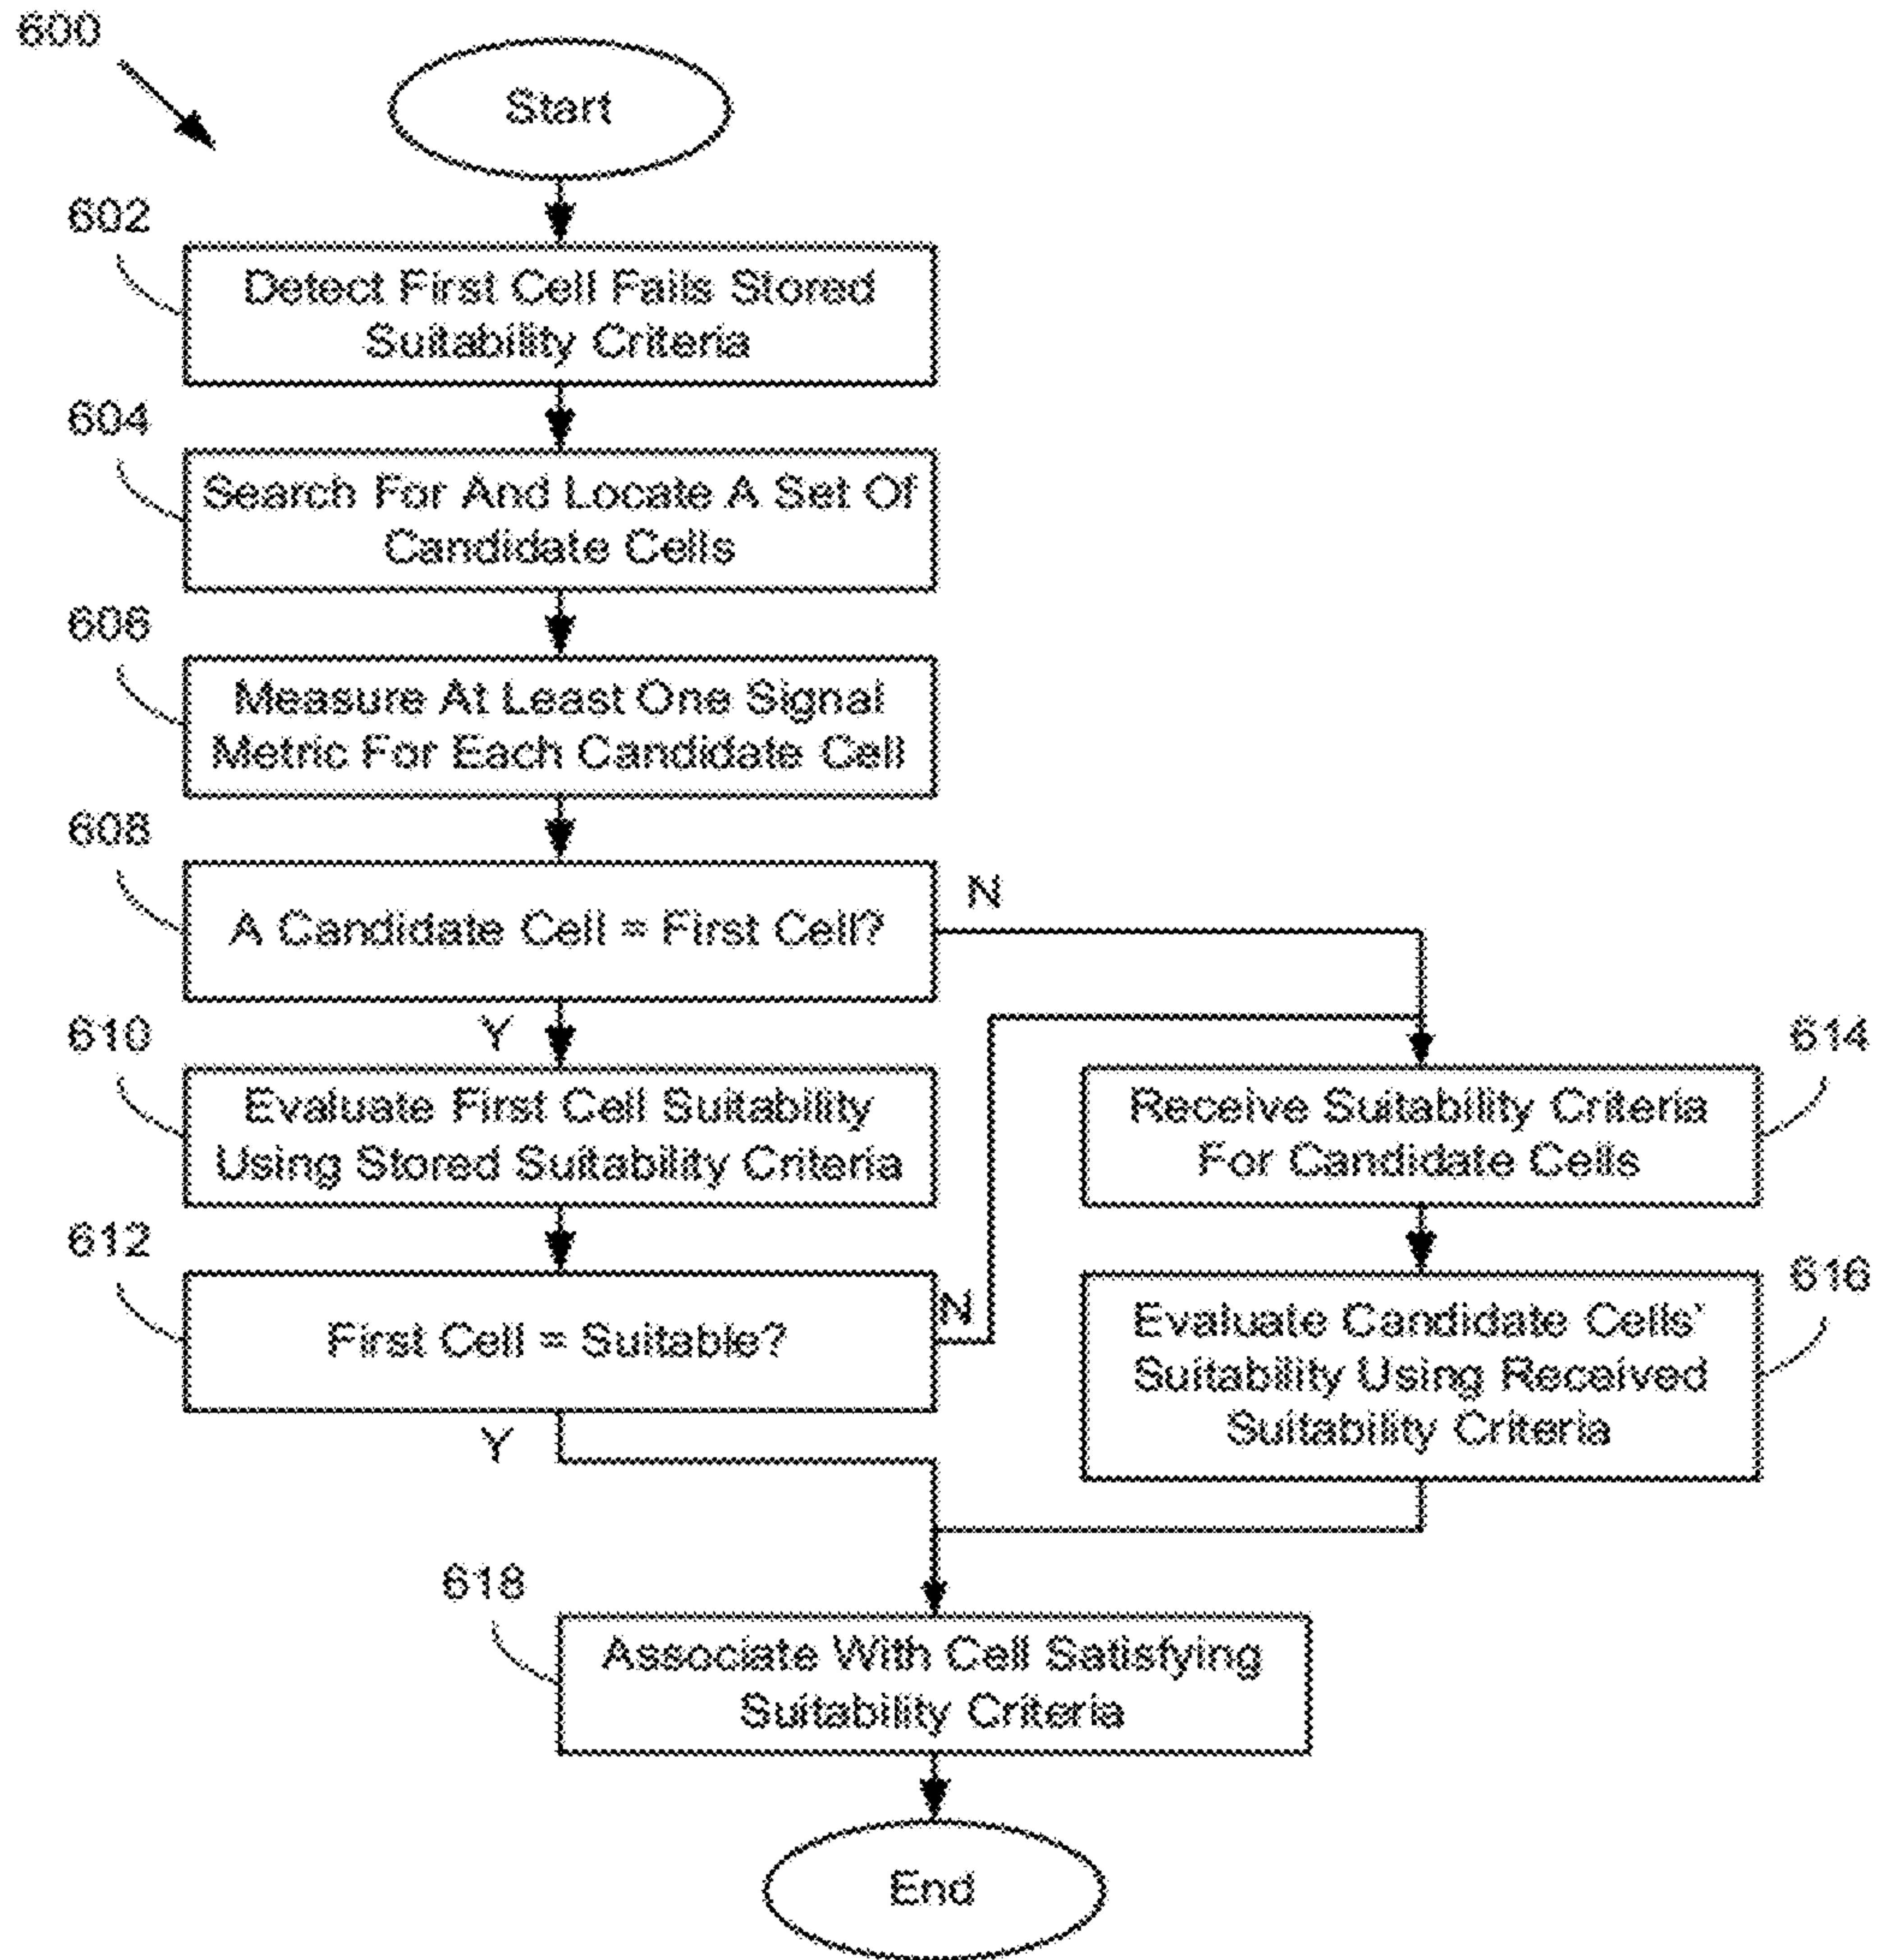 600
Start
602
Detect First Cell Fails Stored
Suitability Criteria
604
Search For And Locate A Set Of
Candidate Cells
606
Measure At Least One Signal
Metric For Each Candidate Cell
608
A Candidate Cell = First Cell?
N
Y
610
Evaluate First Cell Suitability
Using Stored Suitability Criteria
614
Receive Suitability Criteria
For Candidate Cells
612
First Cell = Suitable?
N
Y
616
Evaluate Candidate Cells'
Suitability Using Received
Suitability Criteria
618
Associate With Cell Satisfying
Suitability Criteria
End